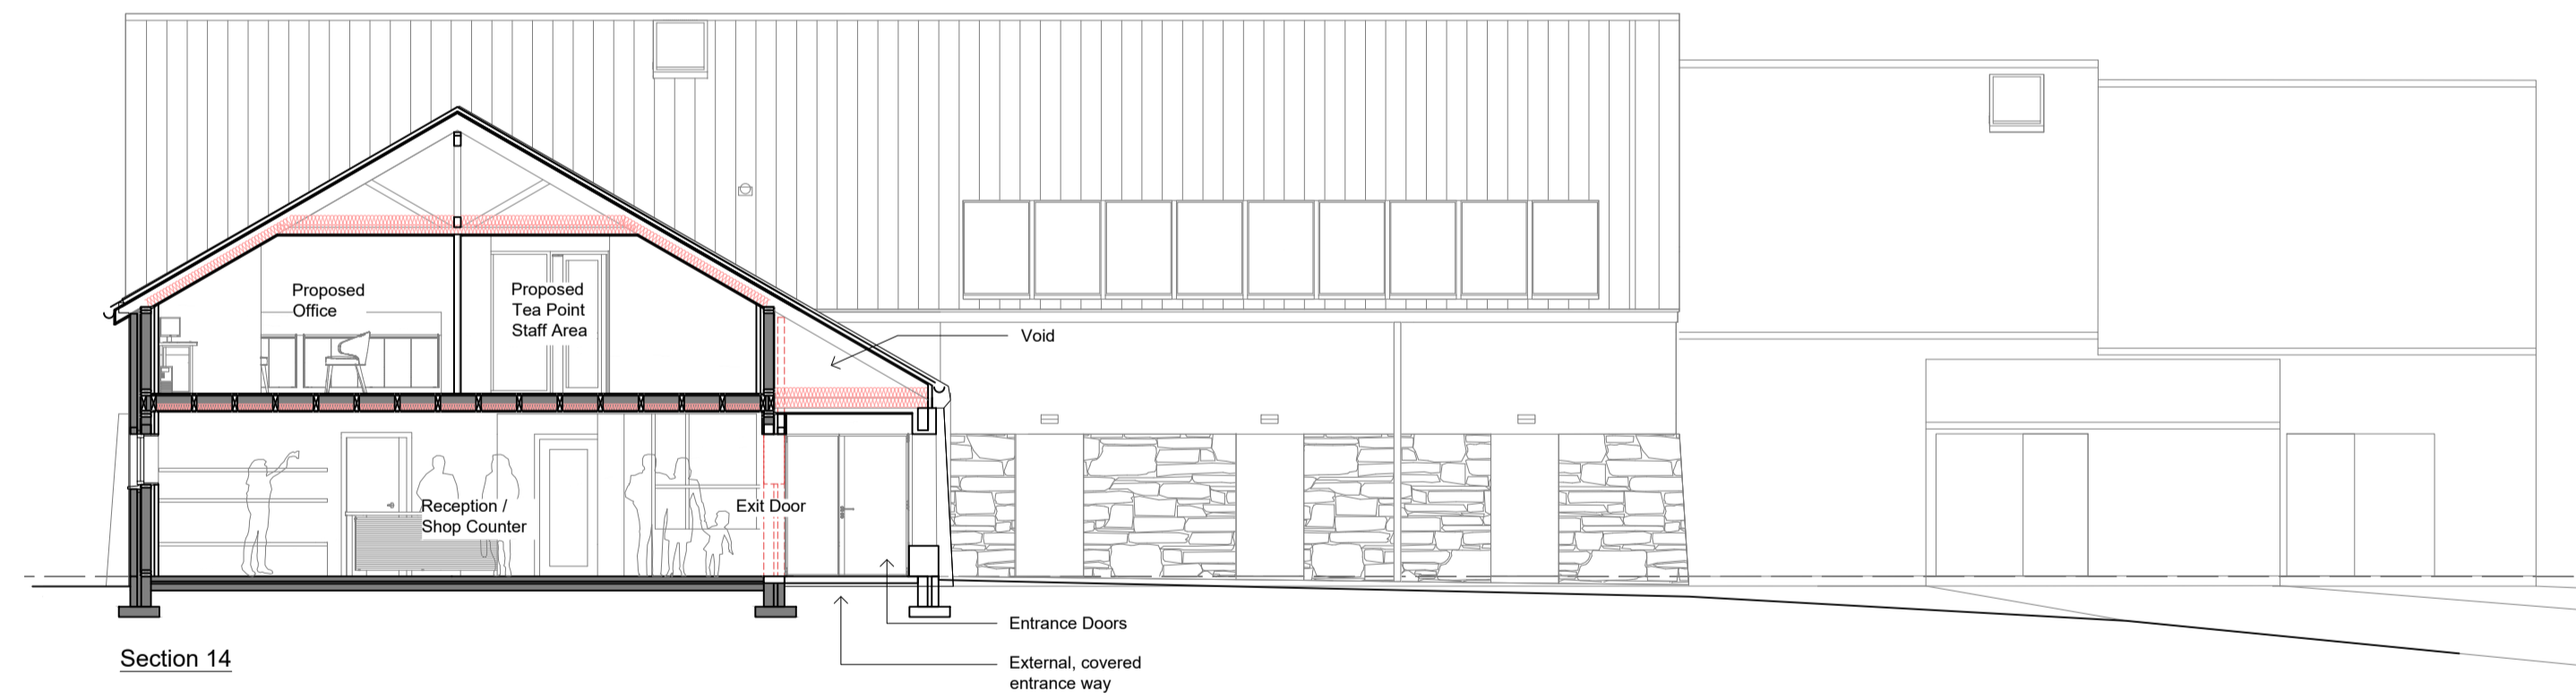 Proposed
Office
Proposed
Tea Point
Staff Area
Void
Reception /
Shop Counter
Exit Door
Entrance Doors
External, covered
entrance way
Section 14